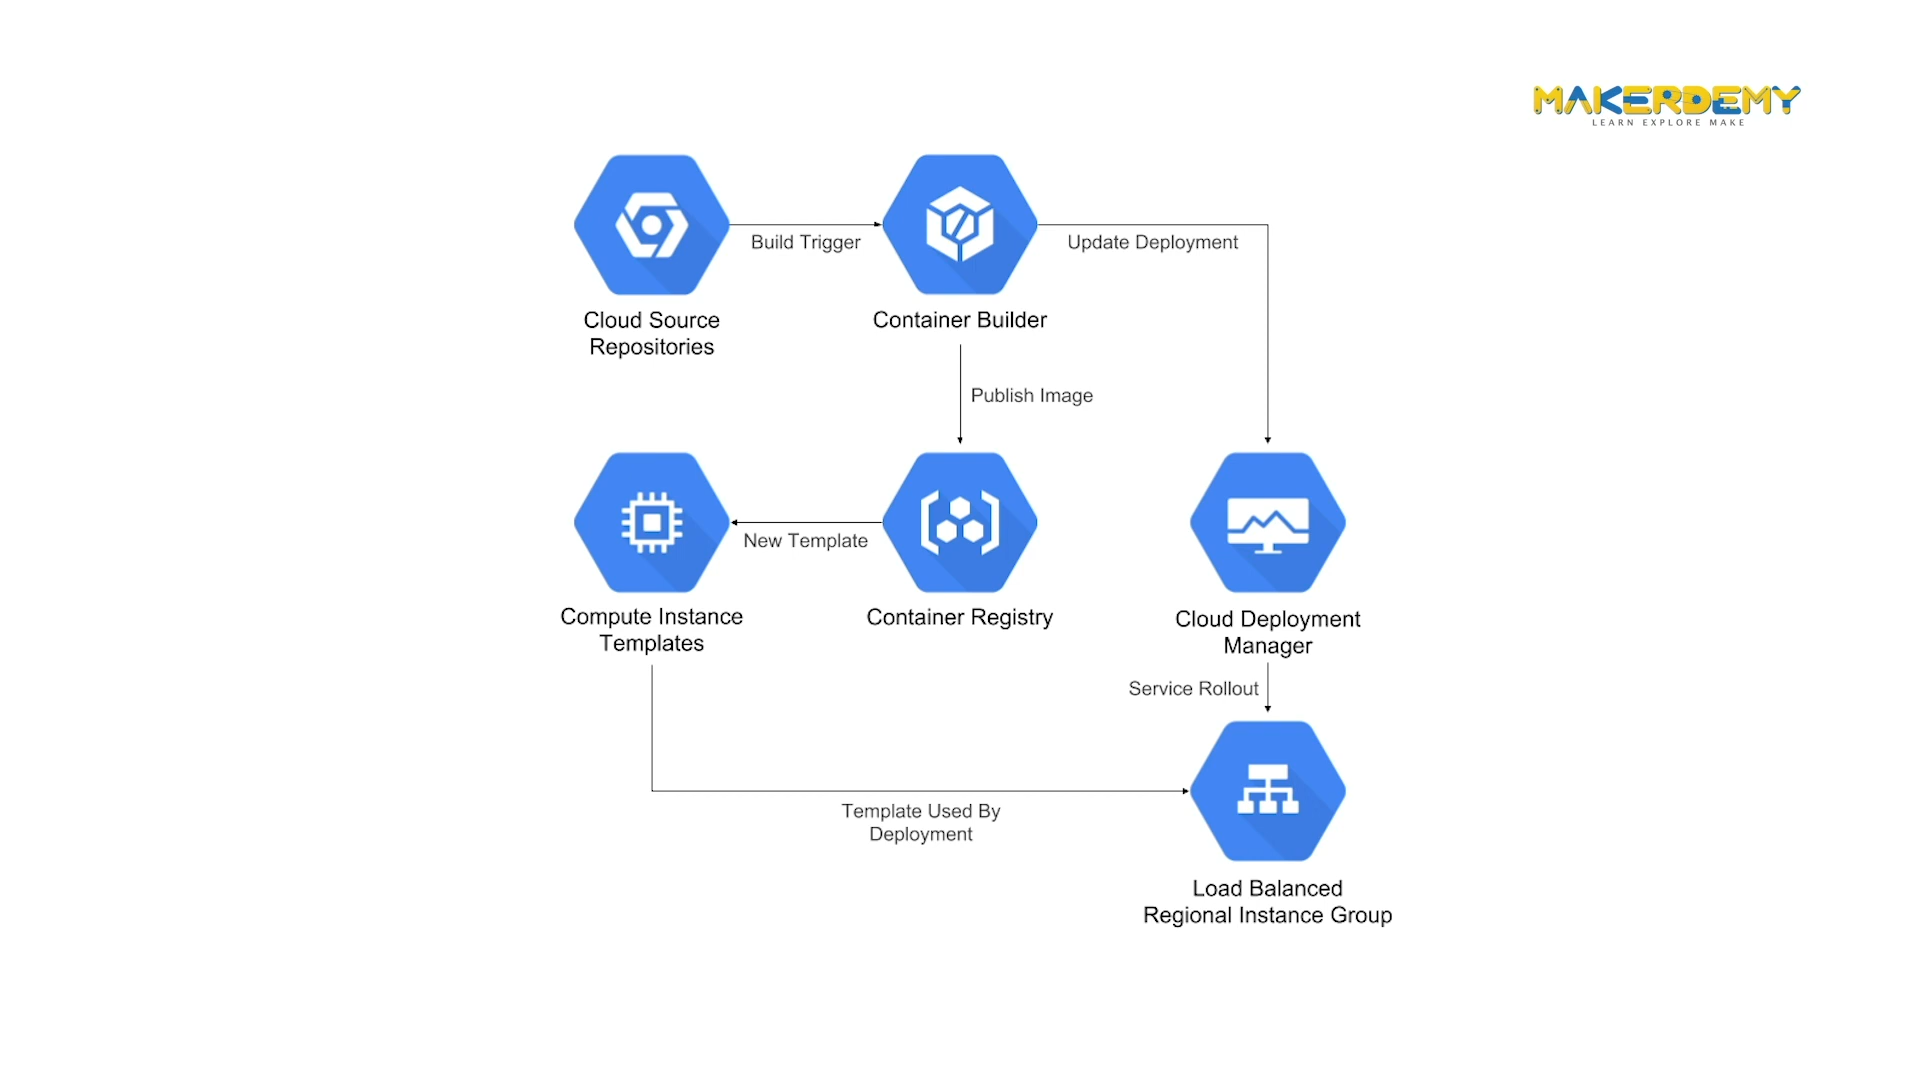 MAKERDEMY
LEARN EXPLORE MAKE
Build Trigger
Update Deployment
Cloud Source
Repositories
Container Builder
Publish Image
New Template
Compute Instance
Templates
Container Registry
Cloud Deployment
Manager
Service Rollout
Template Used By
Deployment
Load Balanced
Regional Instance Group